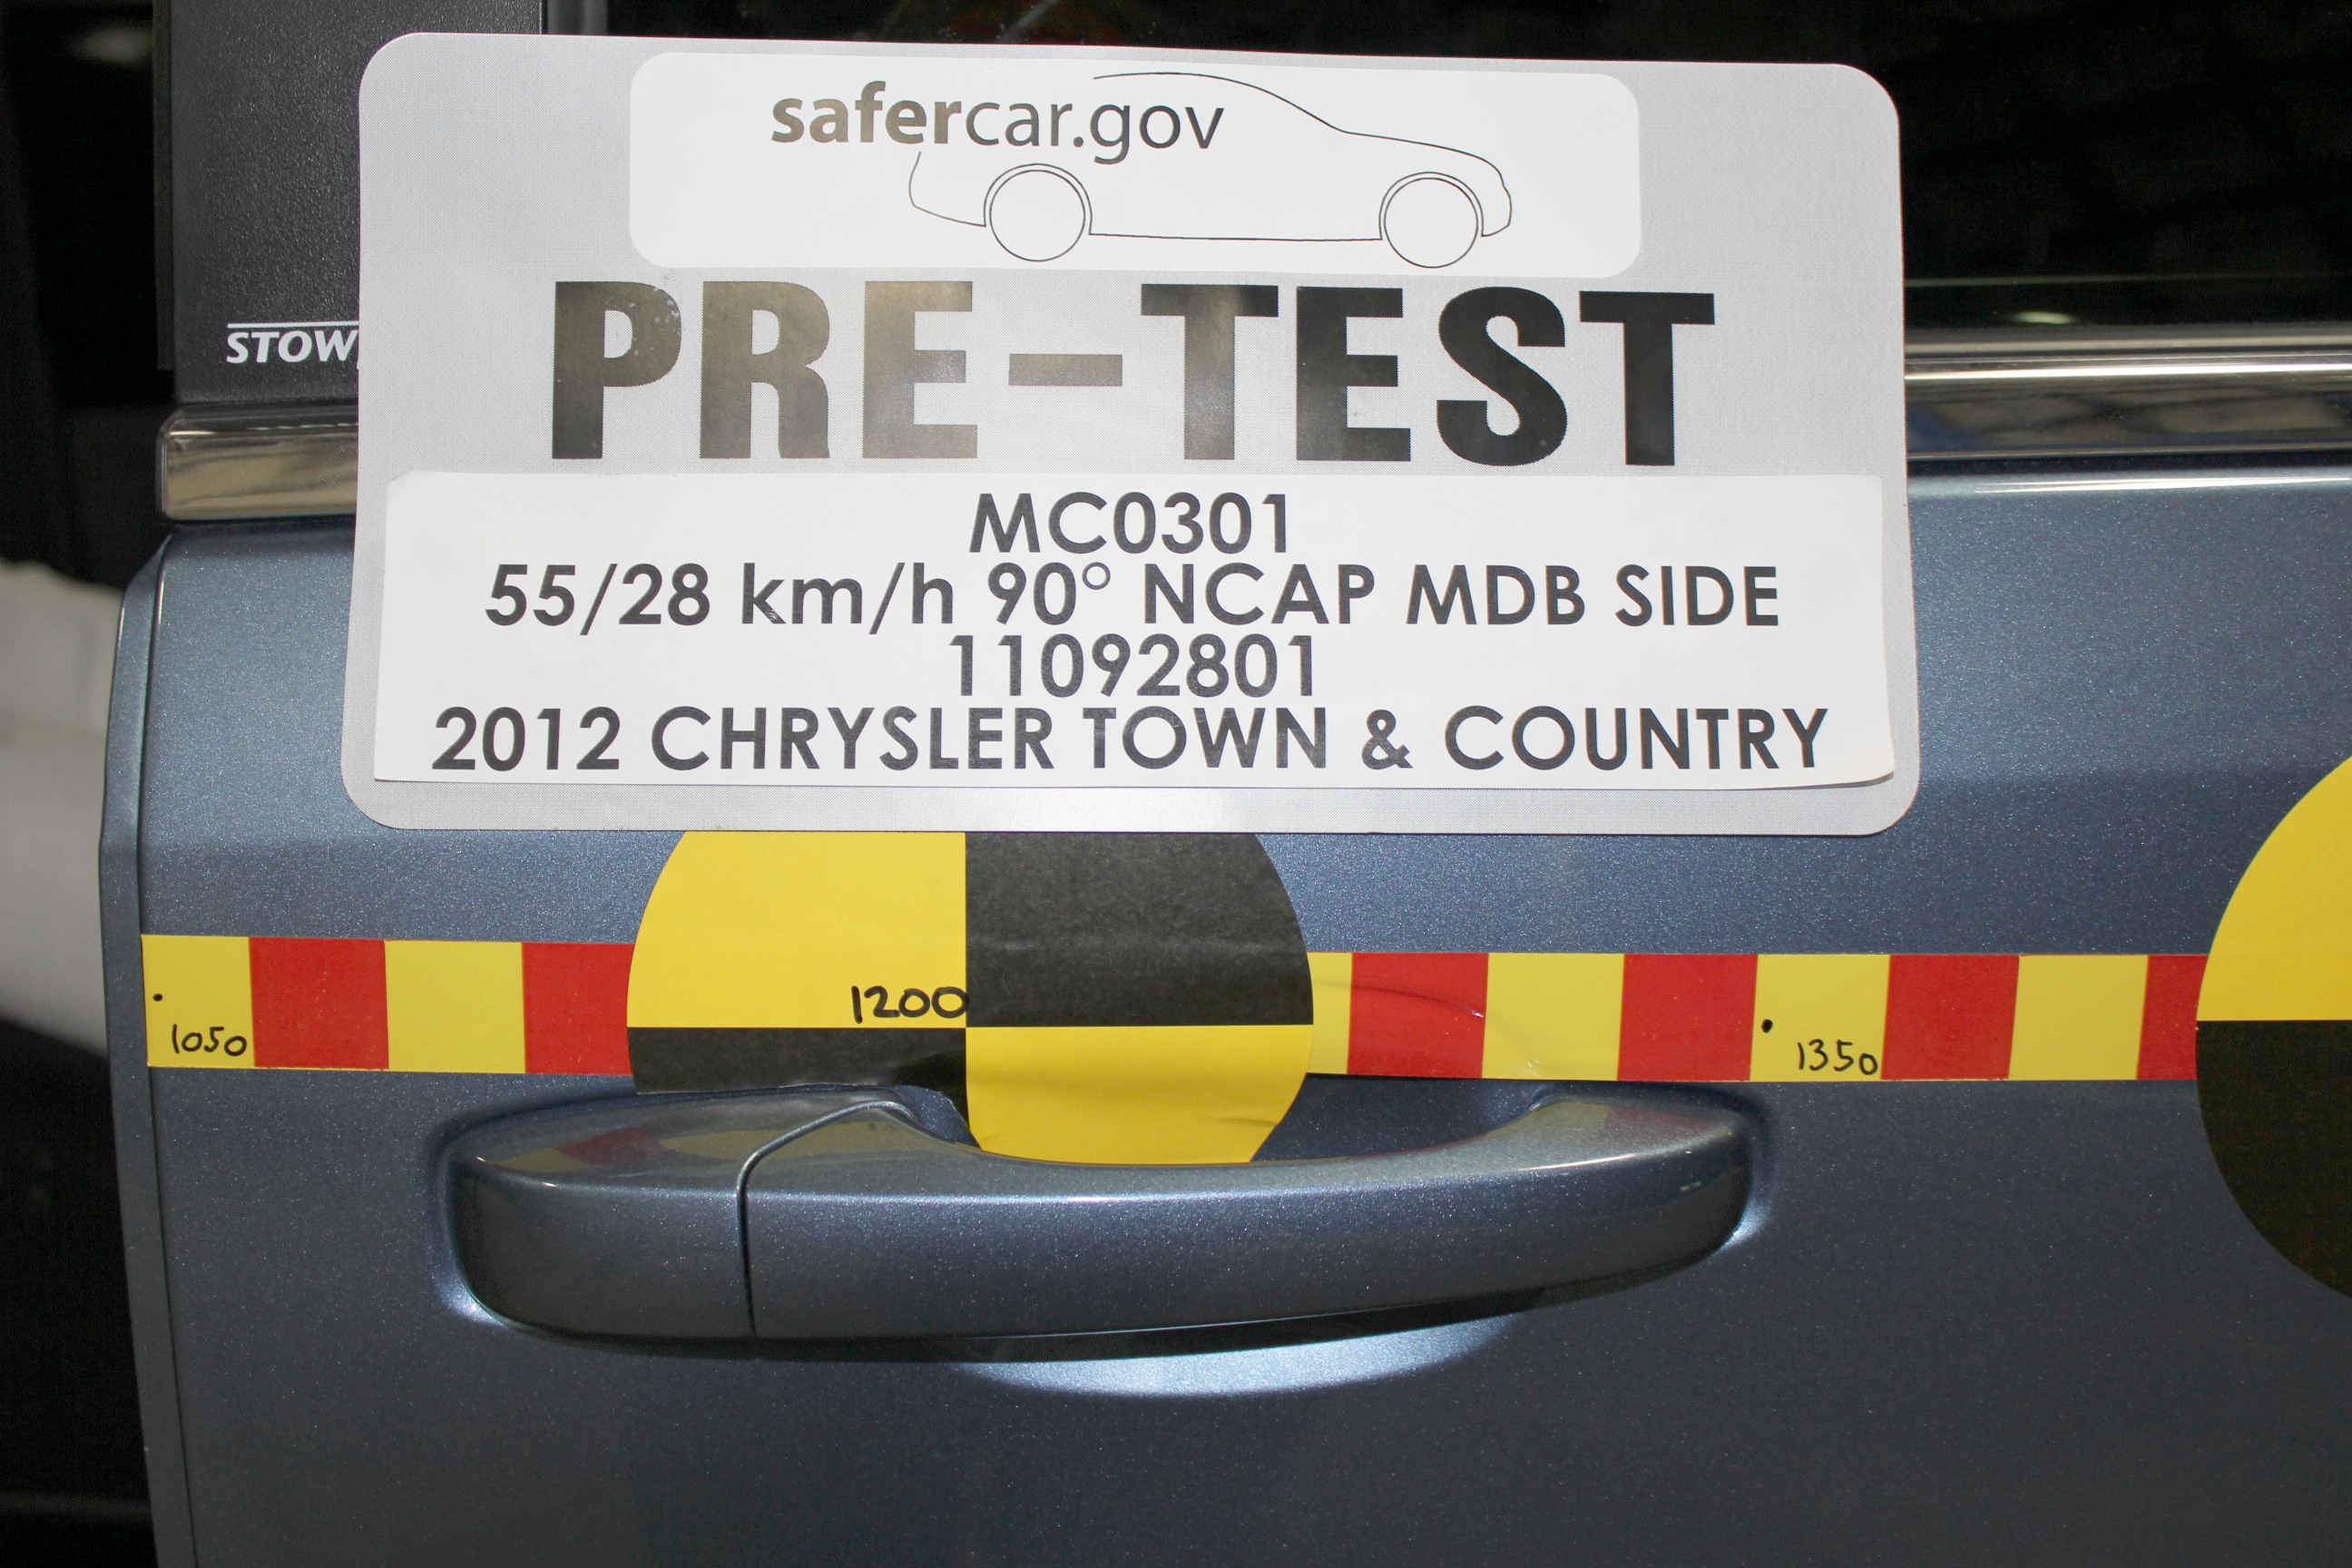 safercar.gov
STOW
PRE-TEST
MC0301
55/28 km/h 90° NCAP MDB SIDE
11092801
2012 CHRYSLER TOWN & COUNTRY
1200
1050
1350